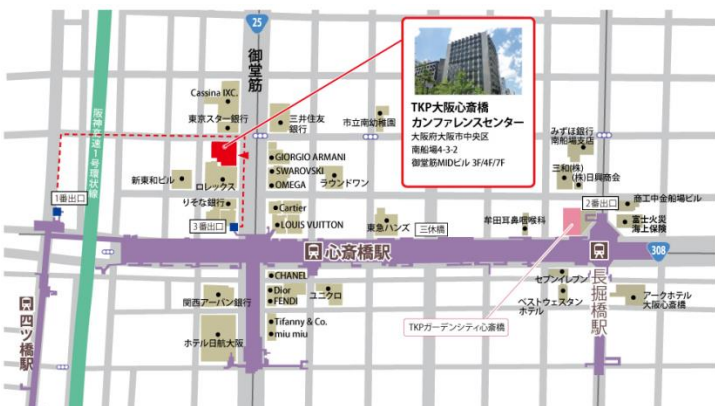 25
御堂筋
阪神高速1号環状線
Cassina IXC.
東京スター銀行
三井住友
銀行
市立南幼稚園
TKP大阪心斎橋
カンファレンスセンター
大阪府大阪市中央区
南船場4-3-2
御堂筋MIDビル 3F/4F/7F
みずほ銀行
南船場支店
三和(株)
(株)日興商会
GIORGIO ARMANI
SWAROVSKI
OMEGA
ラウンドワン
新東和ビル
ロレックス
りそな銀行
1番出口
3番出口
Cartier
LOUIS VUITTON
東急ハンズ
三休橋
牟田耳鼻咽喉科
2番出口
商工中金船場ビル
富士火災
海上保険
心斎橋駅
308
四ツ橋駅
長堀橋駅
CHANEL
Dior
FENDI
ユニクロ
関西アーバン銀行
Tifanny & Co.
miu miu
ホテル日航大阪
セブンイレブン
ベストウェスタン
ホテル
アークホテル
大阪心斎橋
TKPガーデンシティ心斎橋